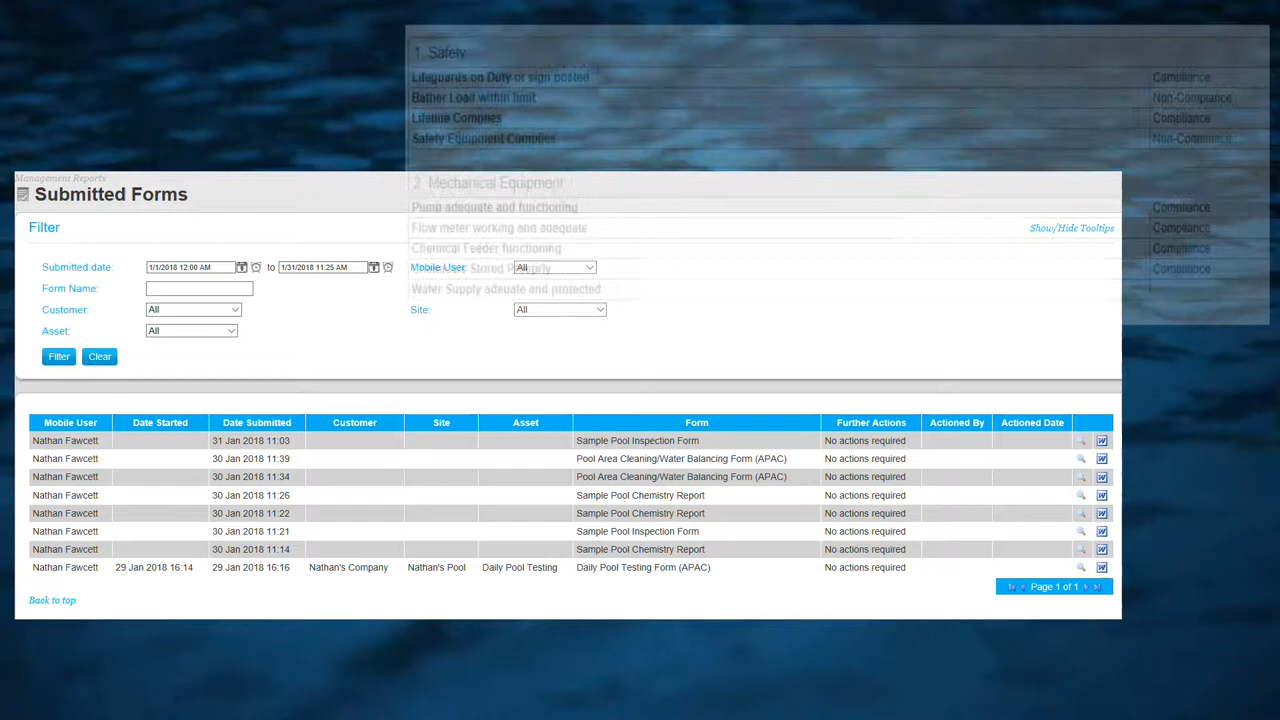 1. Safety
Lifeguards on Duty or sign posted Compliance
Bather Load within limit Non-Compliance
Lifeline Complies Compliance
Safety Equipment Complies Non-Compliance
Management Reports
Submitted Forms
2. Mechanical Equipment
Pump adequate and functioning Compliance
Filter
Flow meter working and adequate Compliance
Show/Hide Tooltips
Chemical Feeder functioning Compliance
Submitted date: 1/1/2018 12:00 AM to 1/31/2018 11:25 AM Mobile User: All
Stored Properly Compliance
Form Name:
Water Supply adeuate and protected
Customer: All Site: All
Asset: All
Filter Clear
Mobile User Date Started Date Submitted Customer Site Asset Form Further Actions Actioned By Actioned Date
Nathan Fawcett 31 Jan 2018 11:03 Sample Pool Inspection Form No actions required
Nathan Fawcett 30 Jan 2018 11:39 Pool Area Cleaning/Water Balancing Form (APAC) No actions required
Nathan Fawcett 30 Jan 2018 11:34 Pool Area Cleaning/Water Balancing Form (APAC) No actions required
Nathan Fawcett 30 Jan 2018 11:26 Sample Pool Chemistry Report No actions required
Nathan Fawcett 30 Jan 2018 11:22 Sample Pool Chemistry Report No actions required
Nathan Fawcett 30 Jan 2018 11:21 Sample Pool Inspection Form No actions required
Nathan Fawcett 30 Jan 2018 11:14 Sample Pool Chemistry Report No actions required
Nathan Fawcett 29 Jan 2018 16:14 29 Jan 2018 16:16 Nathan's Company Nathan's Pool Daily Pool Testing Daily Pool Testing Form (APAC) No actions required
Page 1 of 1
Back to top